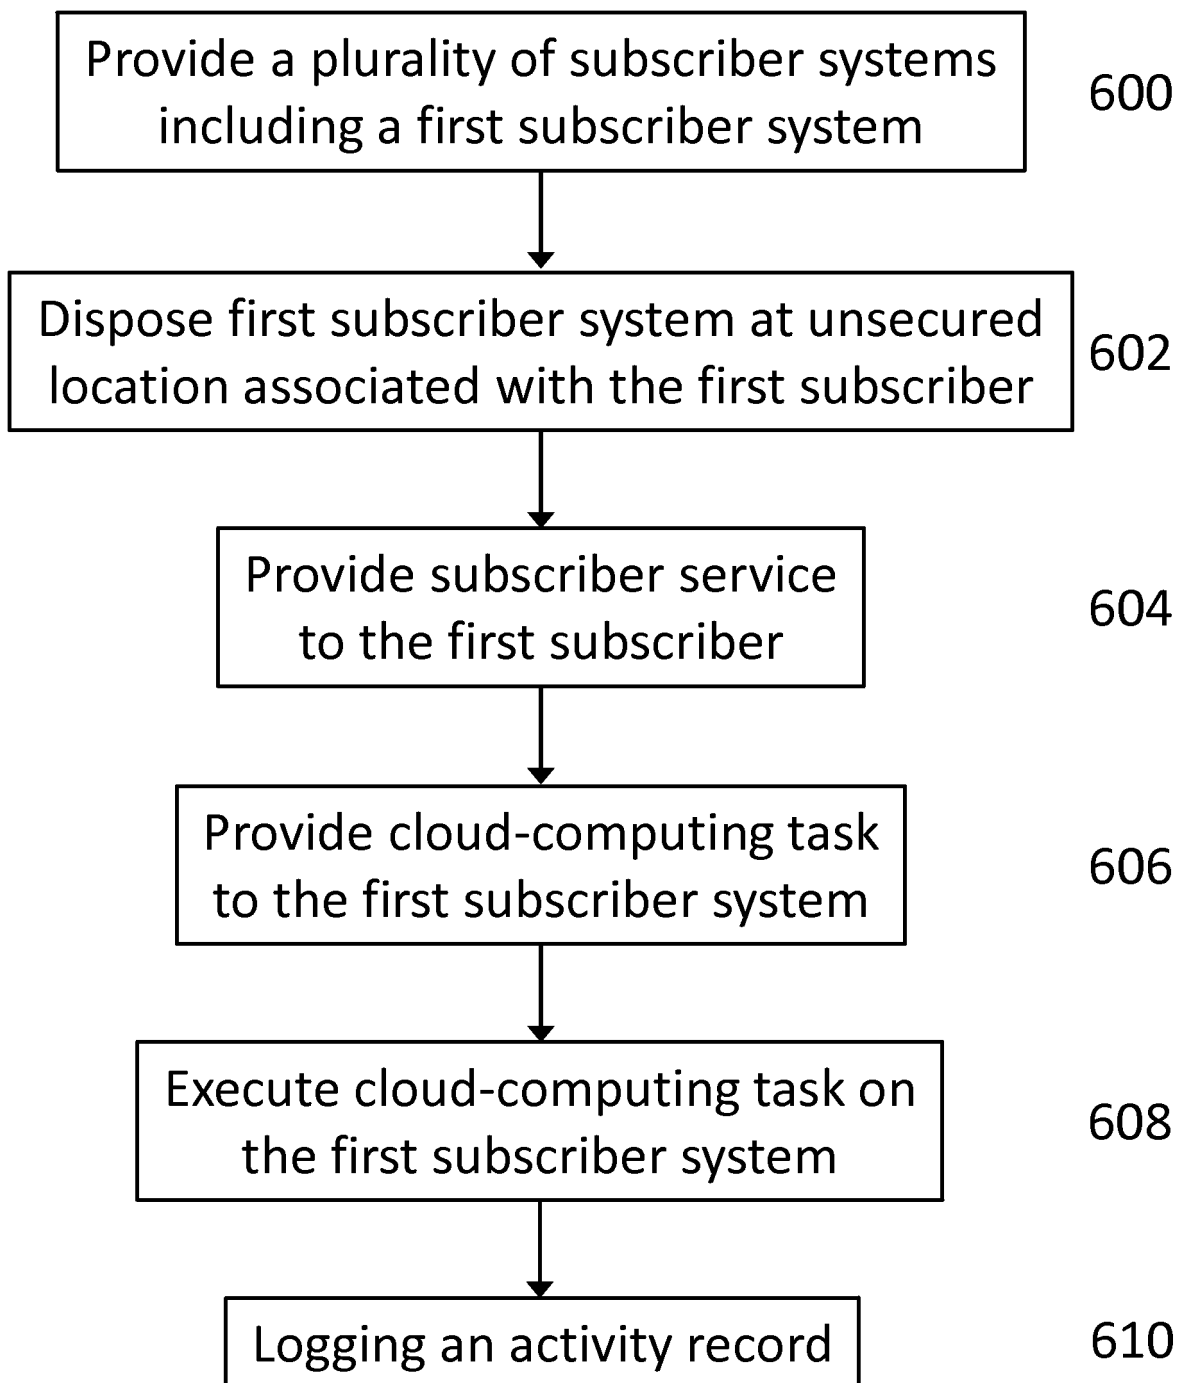 Provide a plurality of subscriber systems
including a first subscriber system
600
Dispose first subscriber system at unsecured
location associated with the first subscriber
602
Provide subscriber service
to the first subscriber
604
Provide cloud-computing task
to the first subscriber system
606
Execute cloud-computing task on
the first subscriber system
608
Logging an activity record
610